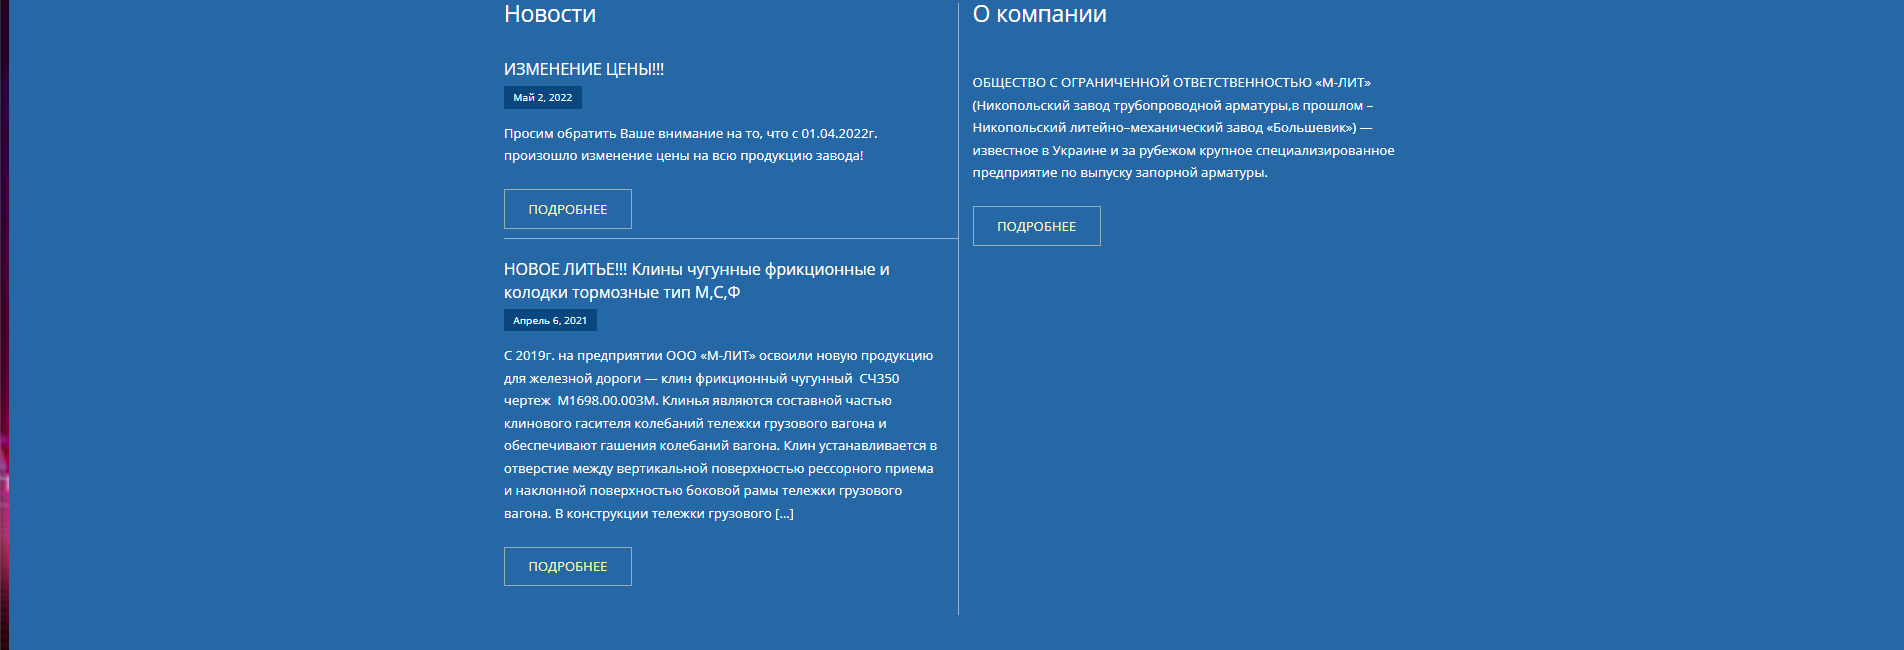 Новости
ИЗМЕНЕНИЕ ЦЕНЫ!!!
Май 2, 2022
Просим обратить Ваше внимание на то, что с 01.04.2022г.
произошло изменение цены на всю продукцию завода!
ПОДРОБНЕЕ
НОВОЕ ЛИТЬЕ!!! Клины чугунные фрикционные и
колодки тормозные тип М,С,Ф
Апрель 6, 2021
С 2019г. на предприятии ООО «М-ЛИТ» освоили новую продукцию
для железной дороги — клин фрикционный чугунный  СЧ350
чертеж  М1698.00.003М. Клинья являются составной частью
клинового гасителя колебаний тележки грузового вагона и
обеспечивают гашения колебаний вагона. Клин устанавливается в
отверстие между вертикальной поверхностью рессорного приема
и наклонной поверхностью боковой рамы тележки грузового
вагона. В конструкции тележки грузового [...]
ПОДРОБНЕЕ
О компании
ОБЩЕСТВО С ОГРАНИЧЕННОЙ ОТВЕТСТВЕННОСТЬЮ «М-ЛИТ»
(Никопольский завод трубопроводной арматуры,в прошлом –
Никопольский литейно–механический завод «Большевик») —
известное в Украине и за рубежом крупное специализированное
предприятие по выпуску запорной арматуры.
ПОДРОБНЕЕ